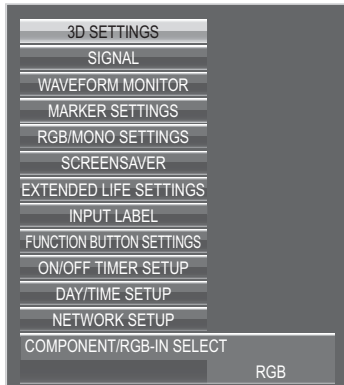 3D SETTINGS
SIGNAL
WAVEFORM MONITOR
MARKER SETTINGS
RGB/MONO SETTINGS
SCREENSAVER
EXTENDED LIFE SETTINGS
INPUT LABEL
FUNCTION BUTTON SETTINGS
ON/OFF TIMER SETUP
DAY/TIME SETUP
NETWORK SETUP
COMPONENT/RGB-IN SELECT
RGB